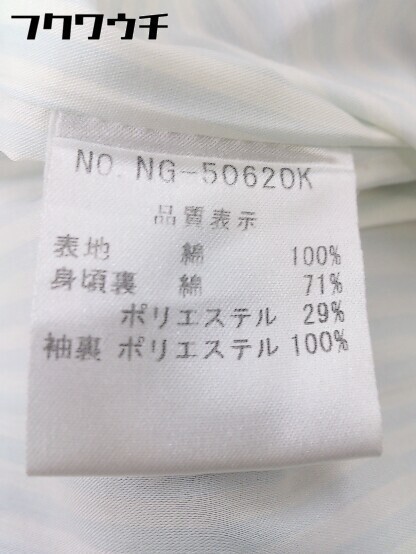 フクワウチ
NO. NG-50620K
品質表示
表地 綿 100%
身頃裏 綿 71%
ポリエステル 29%
袖裏 ポリエステル 100%